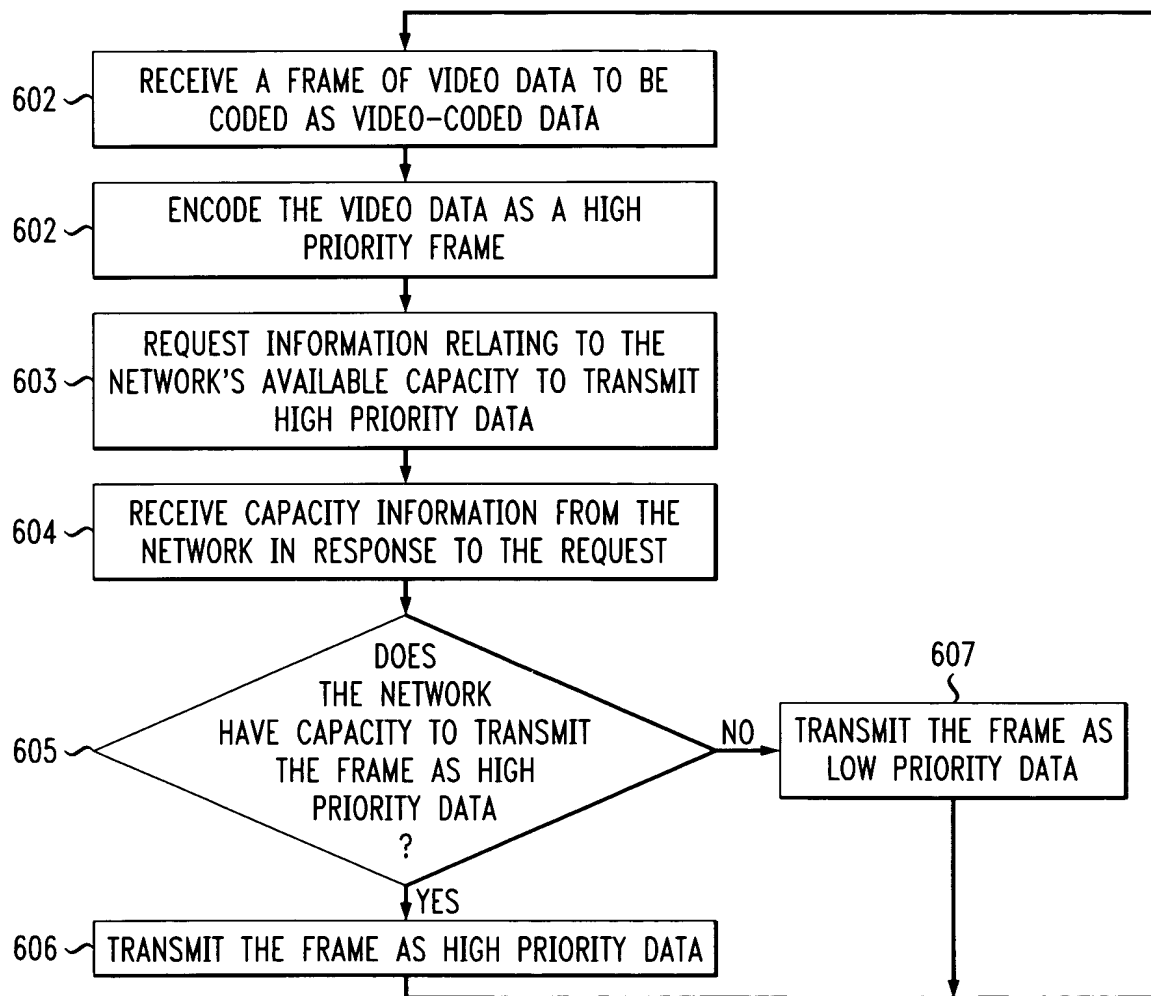 602
RECEIVE A FRAME OF VIDEO DATA TO BE
CODED AS VIDEO-CODED DATA
602
ENCODE THE VIDEO DATA AS A HIGH
PRIORITY FRAME
603
REQUEST INFORMATION RELATING TO THE
NETWORK'S AVAILABLE CAPACITY TO TRANSMIT
HIGH PRIORITY DATA
604
RECEIVE CAPACITY INFORMATION FROM THE
NETWORK IN RESPONSE TO THE REQUEST
605
DOES
THE NETWORK
HAVE CAPACITY TO TRANSMIT
THE FRAME AS HIGH
PRIORITY DATA
?
NO
607
TRANSMIT THE FRAME AS
LOW PRIORITY DATA
YES
606
TRANSMIT THE FRAME AS HIGH PRIORITY DATA